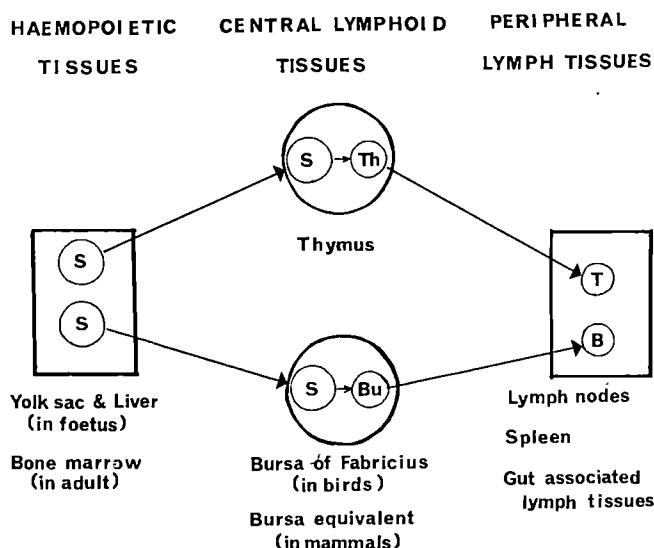 HAEMOPOIETIC
TISSUES
CENTRAL LYMPHOID
TISSUES
PERIPHERAL
LYMPH TISSUES
S
S
S
Th
Thymus
S
Bu
T
B
Yolk sac & Liver
(in foetus)
Bone marrow
(in adult)
Bursa of Fabricius
(in birds)
Bursa equivalent
(in mammals)
Lymph nodes
Spleen
Gut associated
lymph tissues